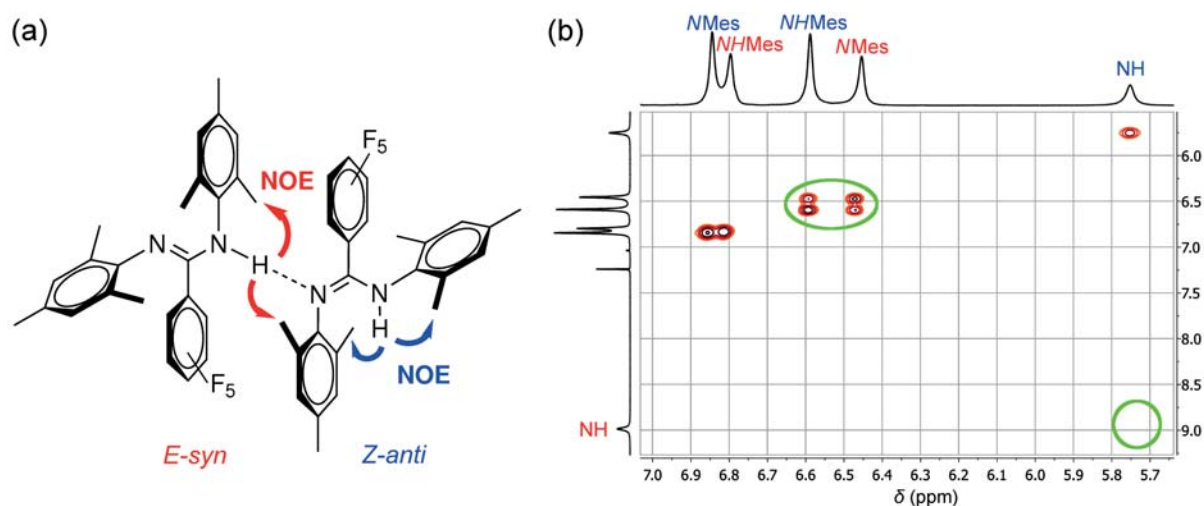 (a)
F₅
NOE
N
N
H
N
N
H
F₅
NOE
E-syn
Z-anti
(b)
NMes
NHMes
NHMes
NMes
NH
6.0
6.5
7.0
7.5
8.0
8.5
NH
9.0
7.0 6.9 6.8 6.7 6.6 6.5 6.4 6.3 6.2 6.1 6.0 5.9 5.8 5.7
δ (ppm)